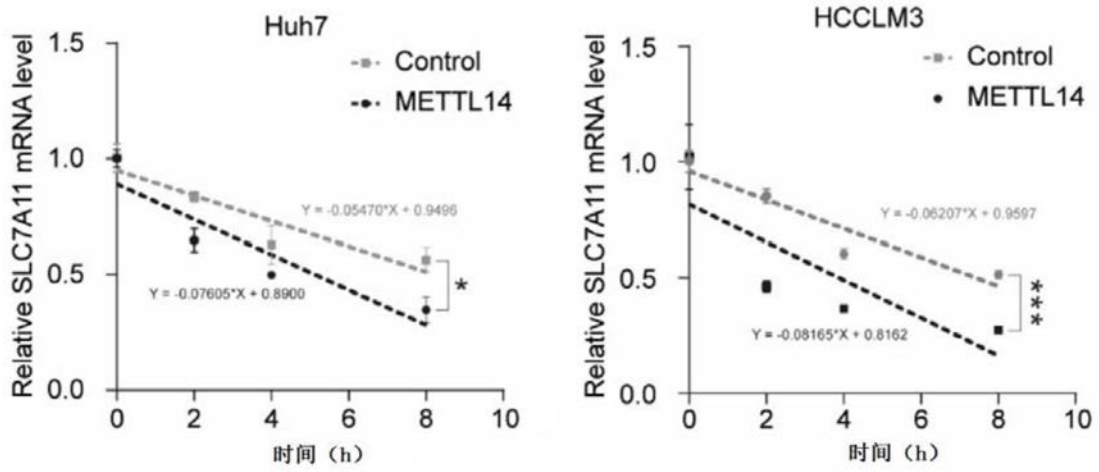 Huh7
Relative SLC7A11 mRNA level
1.5
1.0
0.5
0.0
Control
METTL14
Y = -0.05470*X + 0.9496
Y = -0.07605*X + 0.8900
*
0 2 4 6 8 10
时间（h）
HCCLM3
Relative SLC7A11 mRNA level
1.5
1.0
0.5
0.0
Control
METTL14
Y = -0.06207*X + 0.9597
Y = -0.08165*X + 0.8162
***
0 2 4 6 8 10
时间（h）